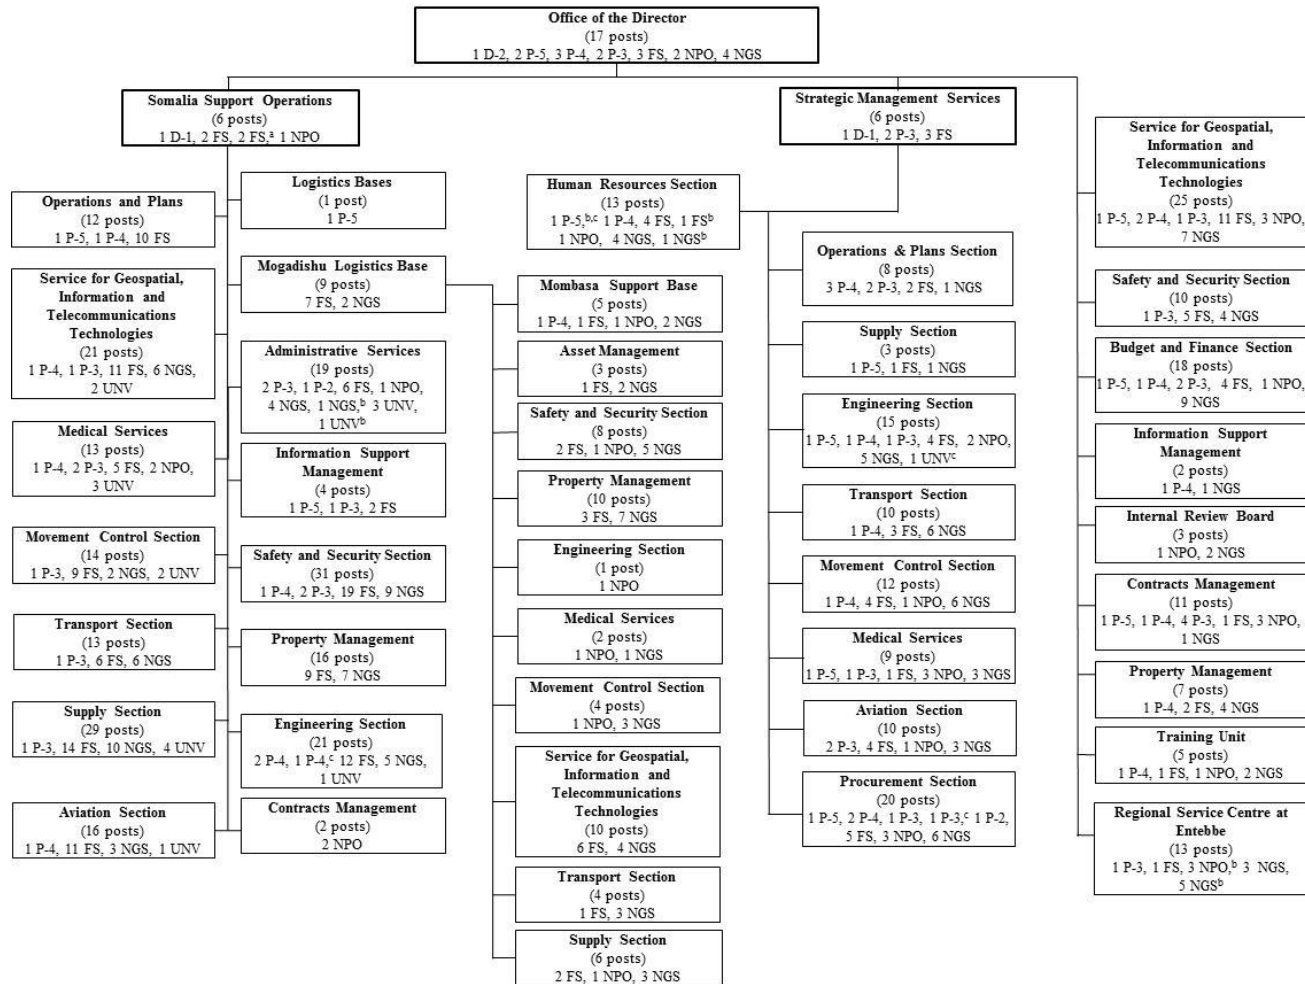 Office of the Director
(17 posts)
1 D-2, 2 P-5, 3 P-4, 2 P-3, 3 FS, 2 NPO, 4 NGS
Somalia Support Operations
(6 posts)
1 D-1, 2 FS, 2 FS,ᵃ 1 NPO
Strategic Management Services
(6 posts)
1 D-1, 2 P-3, 3 FS
Operations and Plans
(12 posts)
1 P-5, 1 P-4, 10 FS
Service for Geospatial,
Information and
Telecommunications
Technologies
(21 posts)
1 P-4, 1 P-3, 11 FS, 6 NGS,
2 UNV
Medical Services
(13 posts)
1 P-4, 2 P-3, 5 FS, 2 NPO,
3 UNV
Movement Control Section
(14 posts)
1 P-3, 9 FS, 2 NGS, 2 UNV
Transport Section
(13 posts)
1 P-3, 6 FS, 6 NGS
Supply Section
(29 posts)
1 P-3, 14 FS, 10 NGS, 4 UNV
Aviation Section
(16 posts)
1 P-4, 11 FS, 3 NGS, 1 UNV
Logistics Bases
(1 post)
1 P-5
Mogadishu Logistics Base
(9 posts)
7 FS, 2 NGS
Administrative Services
(19 posts)
2 P-3, 1 P-2, 6 FS, 1 NPO,
4 NGS, 1 NGS,ᵇ 3 UNV,
1 UNVᵇ
Information Support
Management
(4 posts)
1 P-5, 1 P-3, 2 FS
Safety and Security Section
(31 posts)
1 P-4, 2 P-3, 19 FS, 9 NGS
Property Management
(16 posts)
9 FS, 7 NGS
Engineering Section
(21 posts)
2 P-4, 1 P-4,ᶜ 12 FS, 5 NGS,
1 UNV
Contracts Management
(2 posts)
2 NPO
Mombasa Support Base
(5 posts)
1 P-4, 1 FS, 1 NPO, 2 NGS
Asset Management
(3 posts)
1 FS, 2 NGS
Safety and Security Section
(8 posts)
2 FS, 1 NPO, 5 NGS
Property Management
(10 posts)
3 FS, 7 NGS
Engineering Section
(1 post)
1 NPO
Medical Services
(2 posts)
1 NPO, 1 NGS
Movement Control Section
(4 posts)
1 NPO, 3 NGS
Service for Geospatial,
Information and
Telecommunications
Technologies
(10 posts)
6 FS, 4 NGS
Transport Section
(4 posts)
1 FS, 3 NGS
Supply Section
(6 posts)
2 FS, 1 NPO, 3 NGS
Human Resources Section
(13 posts)
1 P-5,ᵇ,ᶜ 1 P-4, 4 FS, 1 FSᵇ
1 NPO, 4 NGS, 1 NGSᵇ
Operations & Plans Section
(8 posts)
3 P-4, 2 P-3, 2 FS, 1 NGS
Supply Section
(3 posts)
1 P-5, 1 FS, 1 NGS
Engineering Section
(15 posts)
1 P-5, 1 P-4, 1 P-3, 4 FS, 2 NPO,
5 NGS, 1 UNVᶜ
Transport Section
(10 posts)
1 P-4, 3 FS, 6 NGS
Movement Control Section
(12 posts)
1 P-4, 4 FS, 1 NPO, 6 NGS
Medical Services
(9 posts)
1 P-5, 1 P-3, 1 FS, 3 NPO, 3 NGS
Aviation Section
(10 posts)
2 P-3, 4 FS, 1 NPO, 3 NGS
Procurement Section
(20 posts)
1 P-5, 2 P-4, 1 P-3, 1 P-3,ᶜ 1 P-2,
5 FS, 3 NPO, 6 NGS
Service for Geospatial,
Information and
Telecommunications
Technologies
(25 posts)
1 P-5, 2 P-4, 1 P-3, 11 FS, 3 NPO,
7 NGS
Safety and Security Section
(10 posts)
1 P-3, 5 FS, 4 NGS
Budget and Finance Section
(18 posts)
1 P-5, 1 P-4, 2 P-3, 4 FS, 1 NPO,
9 NGS
Information Support
Management
(2 posts)
1 P-4, 1 NGS
Internal Review Board
(3 posts)
1 NPO, 2 NGS
Contracts Management
(11 posts)
1 P-5, 1 P-4, 4 P-3, 1 FS, 3 NPO,
1 NGS
Property Management
(7 posts)
1 P-4, 2 FS, 4 NGS
Training Unit
(5 posts)
1 P-4, 1 FS, 1 NPO, 2 NGS
Regional Service Centre at
Entebbe
(13 posts)
1 P-3, 1 FS, 3 NPO,ᵇ 3 NGS,
5 NGSᵇ